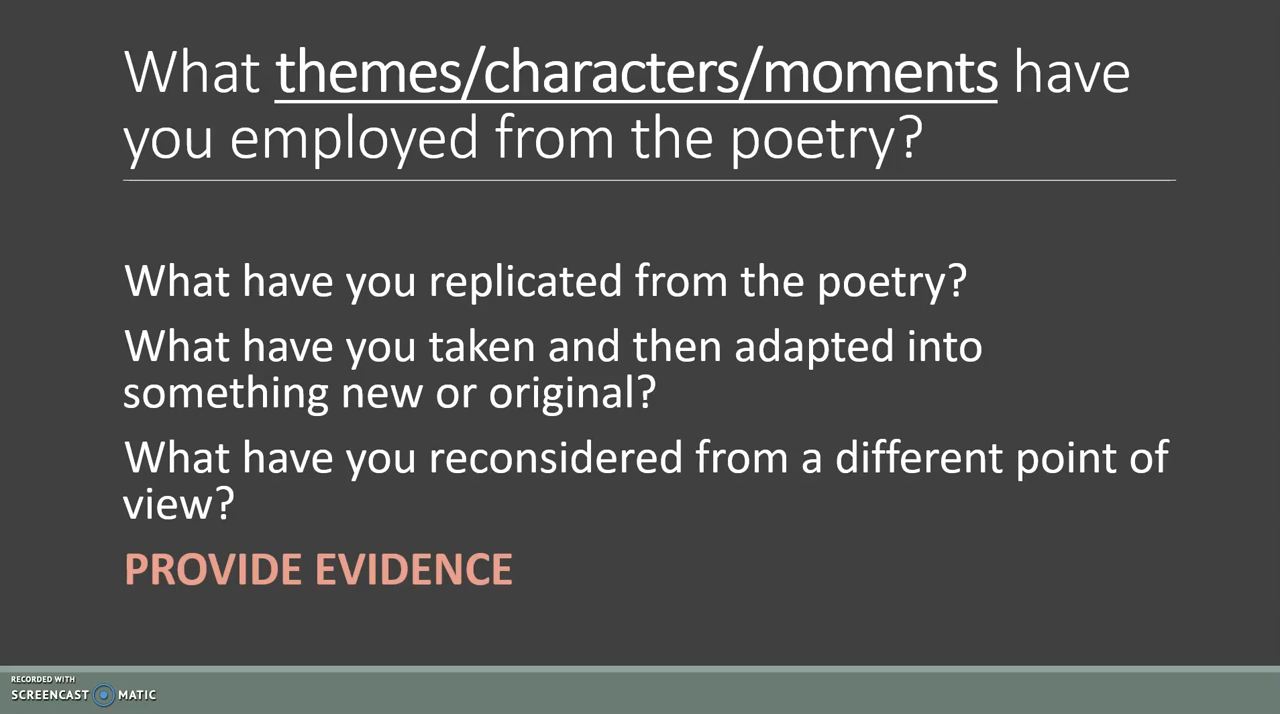 What themes/characters/moments have
you employed from the poetry?
What have you replicated from the poetry?
What have you taken and then adapted into
something new or original?
What have you reconsidered from a different point of
view?
PROVIDE EVIDENCE
RECORDED WITH
SCREENCAST MATIC